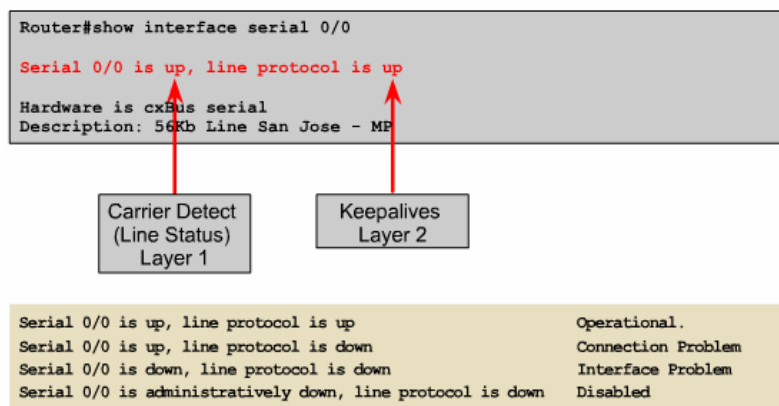 Router#show interface serial 0/0
Serial 0/0 is up, line protocol is up
Hardware is cxBus serial
Description: 56Kb Line San Jose - MP
Carrier Detect
(Line Status)
Layer 1
Keepalives
Layer 2
Serial 0/0 is up, line protocol is up Operational.
Serial 0/0 is up, line protocol is down Connection Problem
Serial 0/0 is down, line protocol is down Interface Problem
Serial 0/0 is administratively down, line protocol is down Disabled